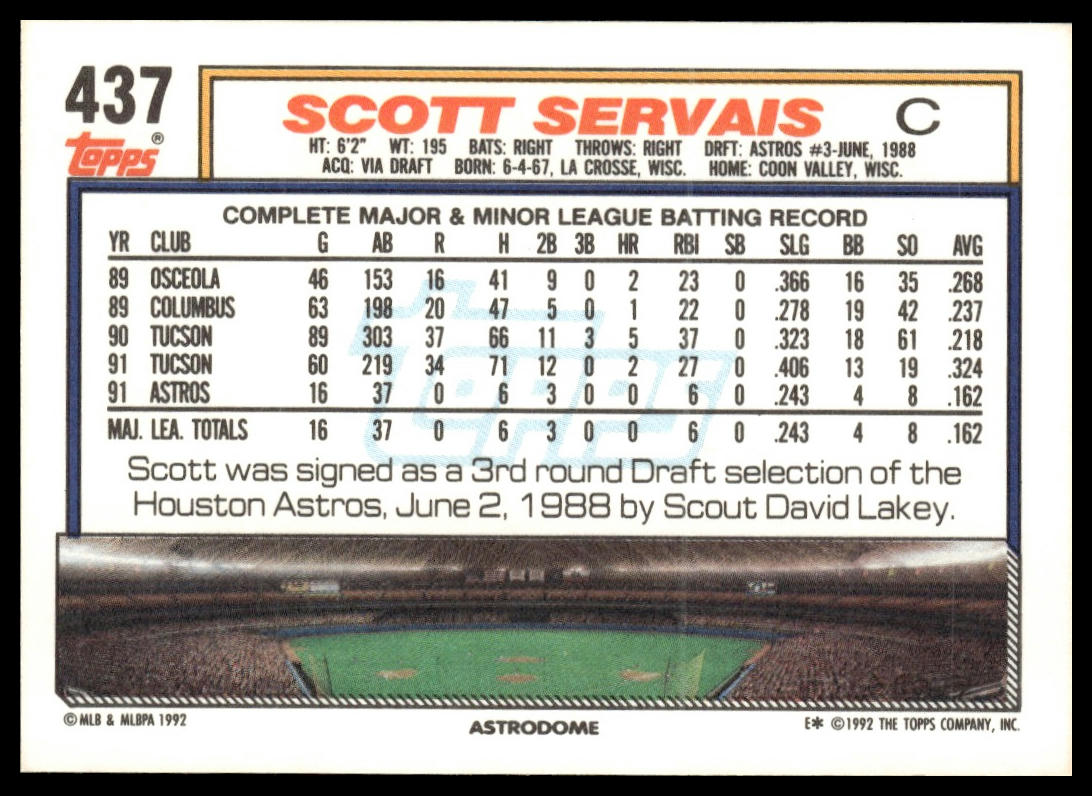 437
Topps®
SCOTT SERVAIS C
HT: 6'2" WT: 195 BATS: RIGHT THROWS: RIGHT DRFT: ASTROS #3-JUNE, 1988
ACQ: VIA DRAFT BORN: 6-4-67, LA CROSSE, WISC. HOME: COON VALLEY, WISC.
COMPLETE MAJOR & MINOR LEAGUE BATTING RECORD
YR CLUB G AB R H 2B 3B HR RBI SB SLG BB SO AVG
89 OSCEOLA 46 153 16 41 9 0 2 23 0 .366 16 35 .268
89 COLUMBUS 63 198 20 47 5 0 1 22 0 .278 19 42 .237
90 TUCSON 89 303 37 66 11 3 5 37 0 .323 18 61 .218
91 TUCSON 60 219 34 71 12 0 2 27 0 .406 13 19 .324
91 ASTROS 16 37 0 6 3 0 0 6 0 .243 4 8 .162
MAJ. LEA. TOTALS 16 37 0 6 3 0 0 6 0 .243 4 8 .162
Topps
Scott was signed as a 3rd round Draft selection of the
Houston Astros, June 2, 1988 by Scout David Lakey.
© MLB & MLBPA 1992
ASTRODOME
E* © 1992 THE TOPPS COMPANY, INC.